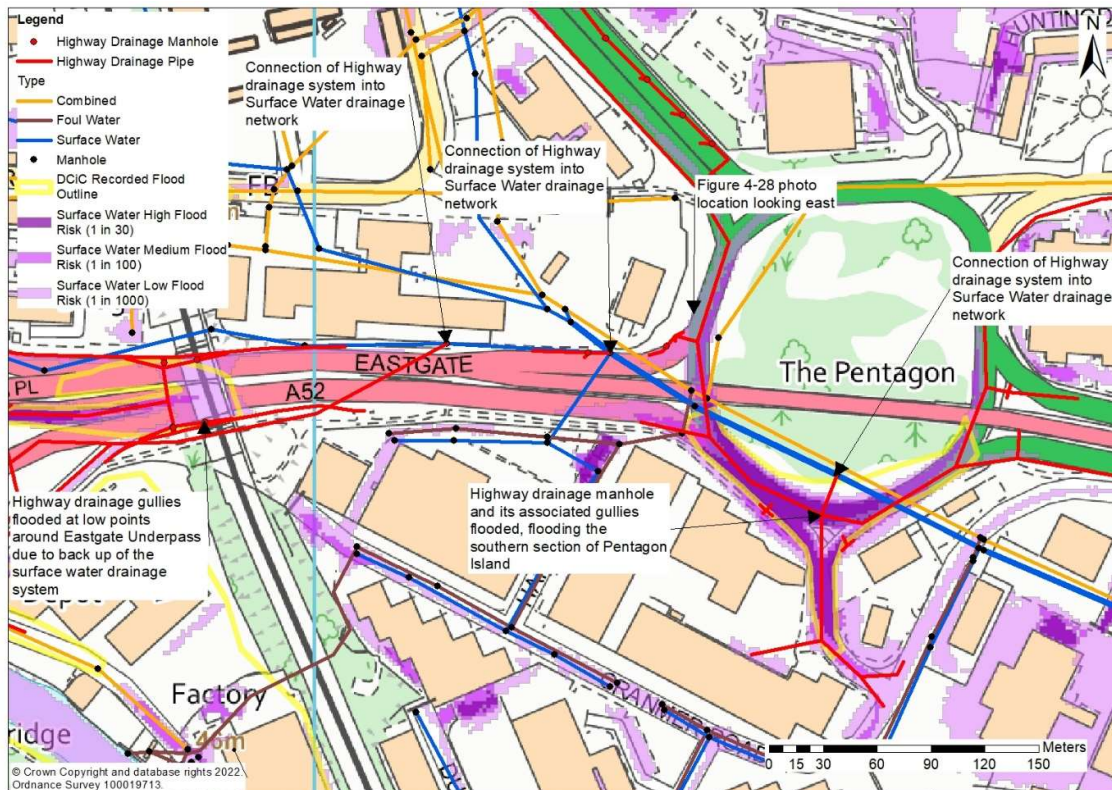 Legend
Highway Drainage Manhole
Highway Drainage Pipe
Type
Combined
Foul Water
Surface Water
Manhole
DCiC Recorded Flood
Outline
Surface Water High Flood
Risk (1 in 30)
Surface Water Medium Flood
Risk (1 in 100)
Surface Water Low Flood
Risk (1 in 1000)
Connection of Highway
drainage system into
Surface Water drainage
network
Connection of Highway
drainage system into
Surface Water drainage
network
Figure 4-28 photo
location looking east
Connection of Highway
drainage system into
Surface Water drainage
network
N
FB
EASTGATE
A52
PL
The Pentagon
Highway drainage gullies
flooded at low points
around Eastgate Underpass
due to back up of the
surface water drainage
system
Highway drainage manhole
and its associated gullies
flooded, flooding the
southern section of Pentagon
Island
Depot
Factory
46m
ridge
CRANMER ROAD
Meters
0 15 30 60 90 120 150
© Crown Copyright and database rights 2022.
Ordnance Survey 100019713.